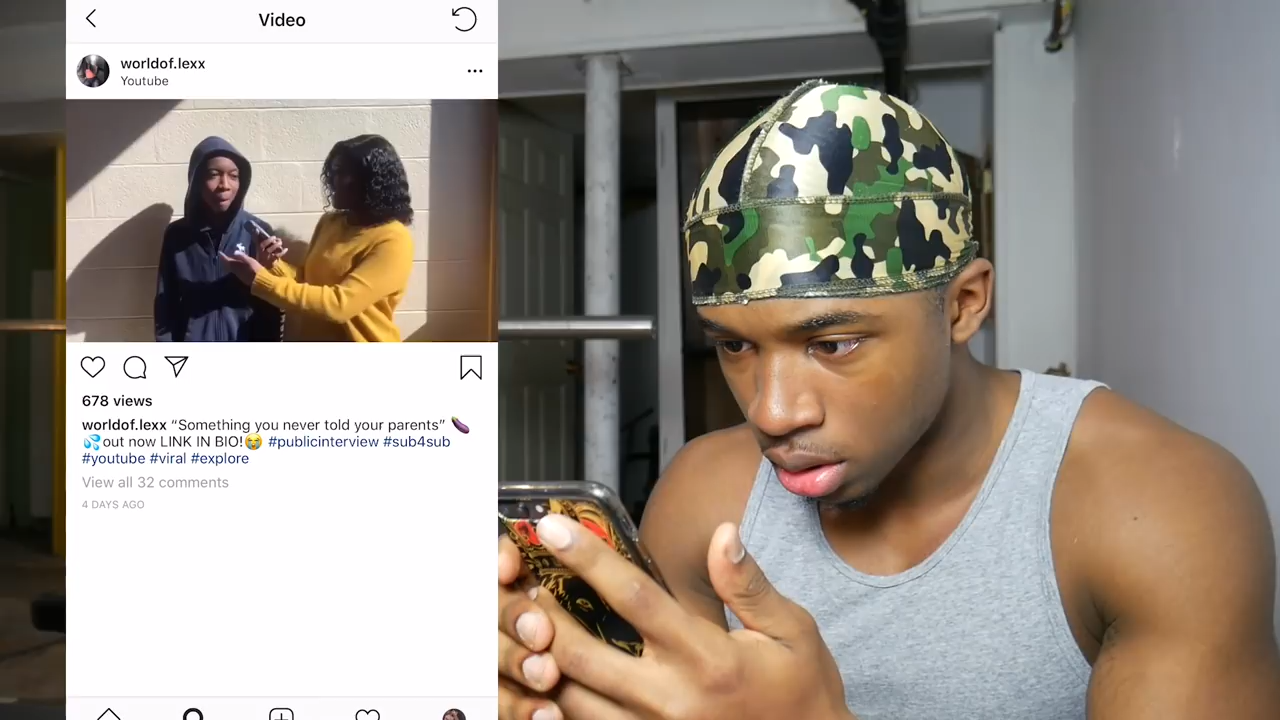 Video
worldof.lexx
Youtube
678 views
worldof.lexx “Something you never told your parents” 🍆
💦out now LINK IN BIO!😭 #publicinterview #sub4sub
#youtube #viral #explore
View all 32 comments
4 DAYS AGO